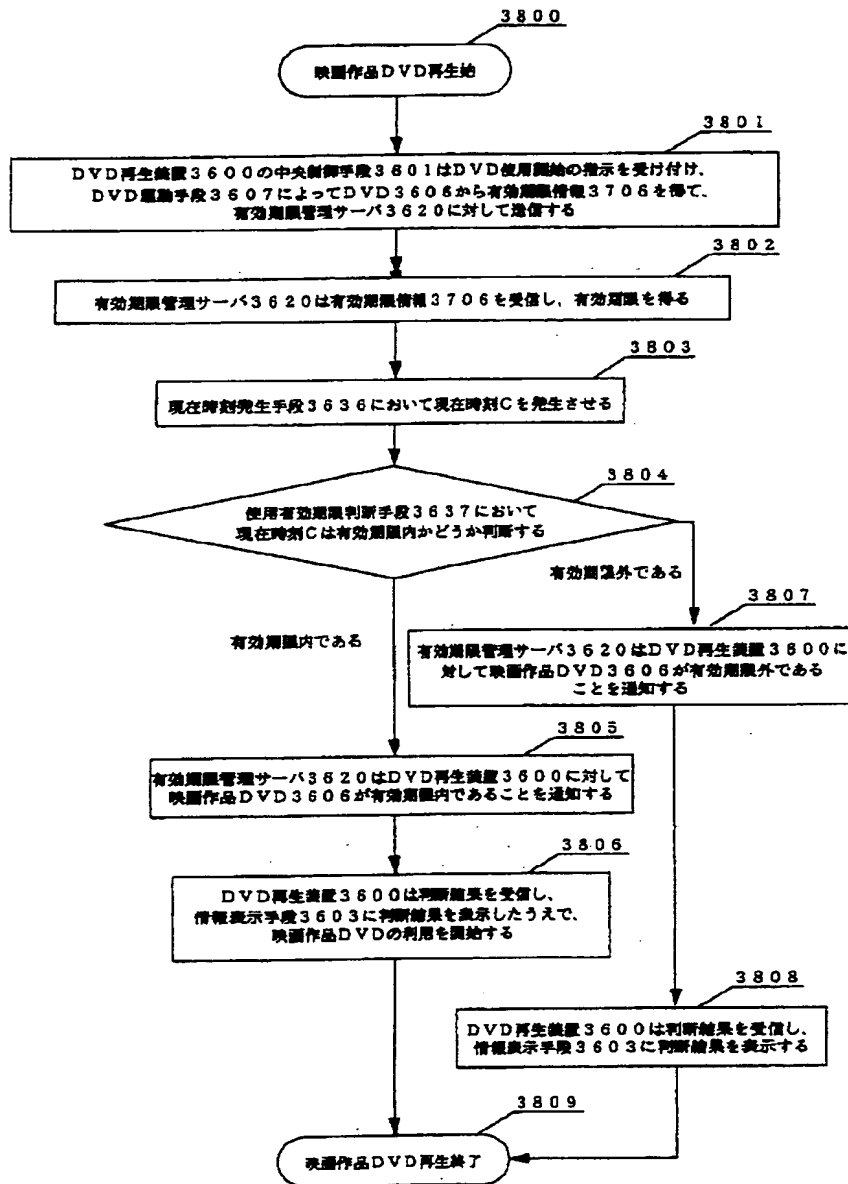 3800
映画作品DVD再生始
3801
DVD再生装置3600の中央制御手段3601はDVD使用開始の指示を受け付け、
DVD駆動手段3607によってDVD3606から有効期限情報3706を得て、
有効期限管理サーバ3620に対して送信する
3802
有効期限管理サーバ3620は有効期限情報3706を受信し、有効期限を得る
3803
現在時刻発生手段3636において現在時刻Cを発生させる
3804
使用有効期限判断手段3637において
現在時刻Cは有効期限内かどうか判断する
有効期限外である
有効期限内である
3807
有効期限管理サーバ3620はDVD再生装置3600に
対して映画作品DVD3606が有効期限外である
ことを通知する
3805
有効期限管理サーバ3620はDVD再生装置3600に対して
映画作品DVD3606が有効期限内であることを通知する
3806
DVD再生装置3600は判断結果を受信し、
情報表示手段3603に判断結果を表示したうえで、
映画作品DVDの利用を開始する
3808
DVD再生装置3600は判断結果を受信し、
情報表示手段3603に判断結果を表示する
3809
映画作品DVD再生終了